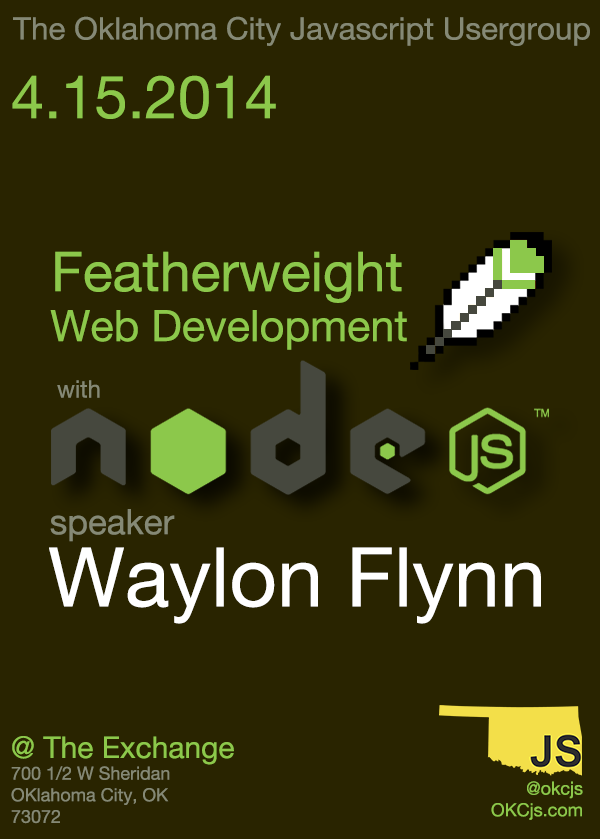 The Oklahoma City Javascript Usergroup
4.15.2014
Featherweight
Web Development
with
node JS ™
speaker
Waylon Flynn
@ The Exchange
700 1/2 W Sheridan
OKlahoma City, OK
73072
JS
@okcjs
OKCjs.com